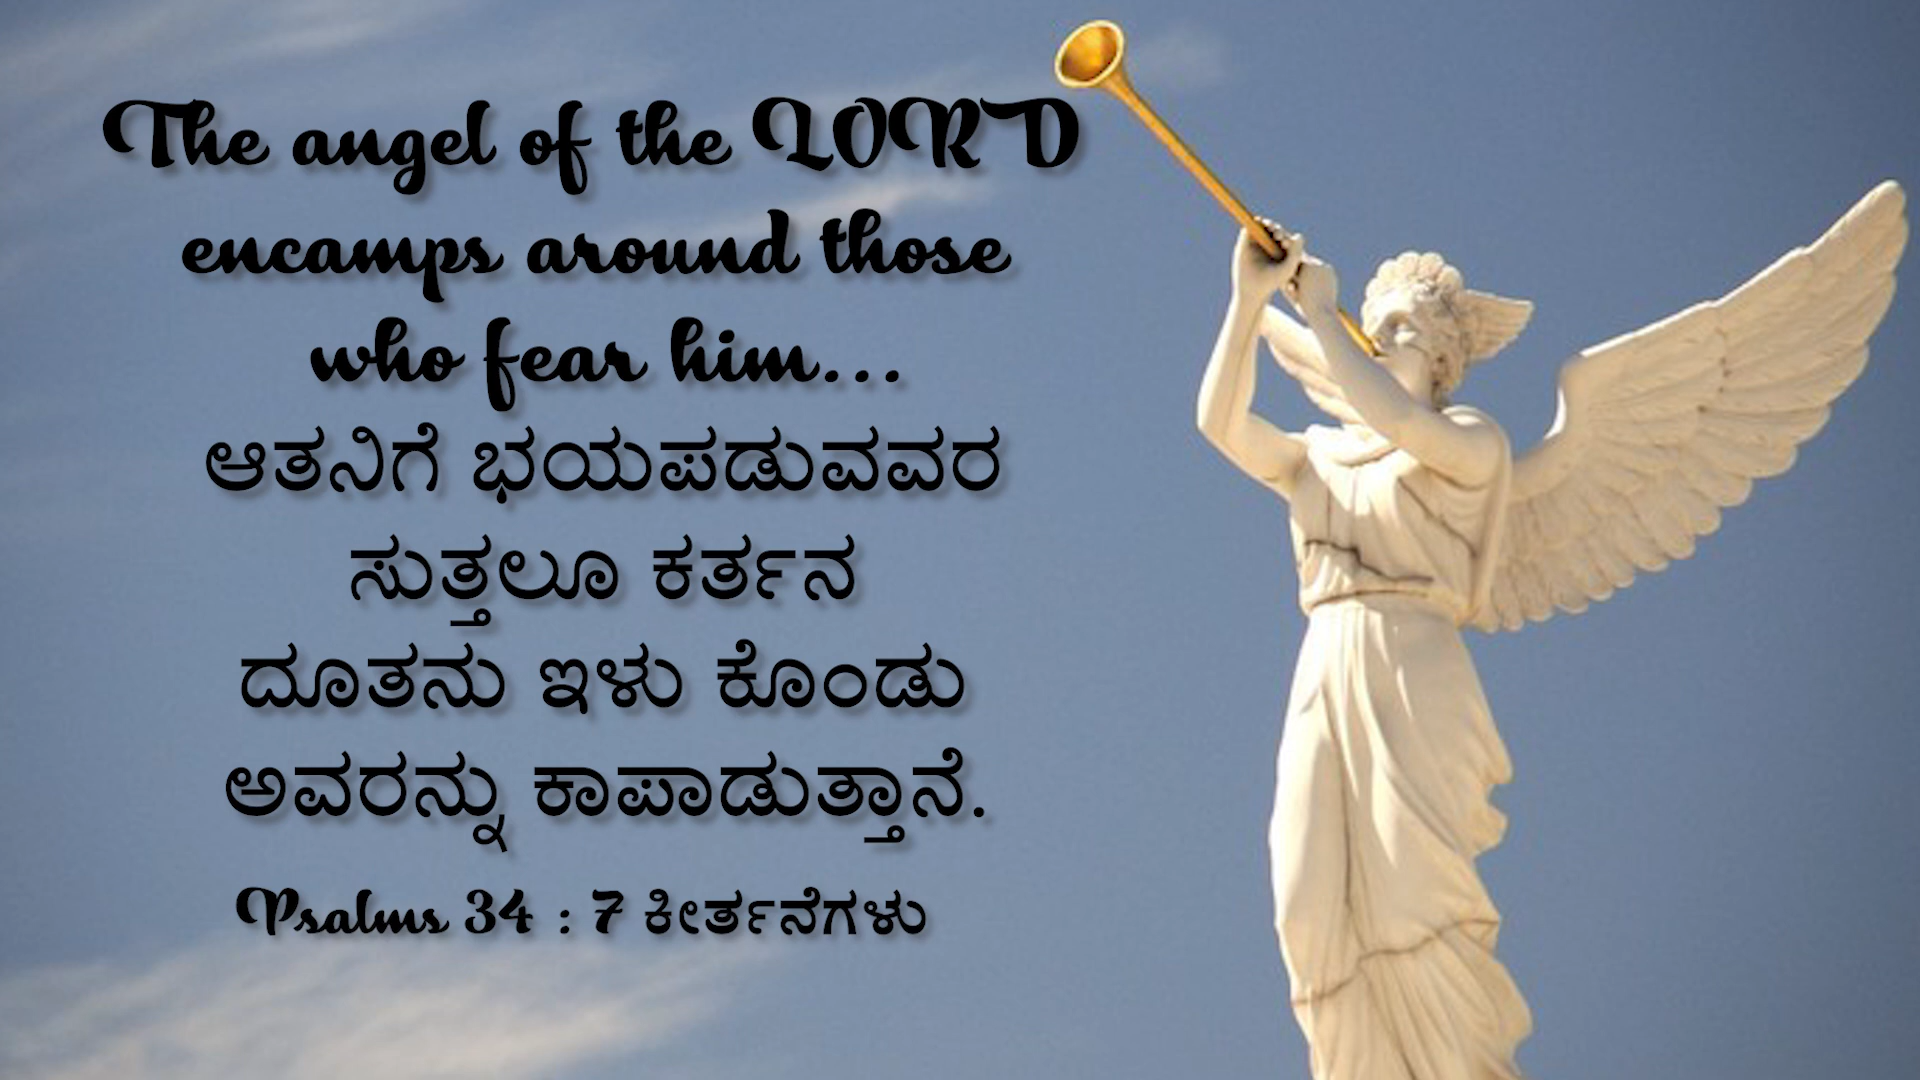 The angel of the LORD
encamps around those
who fear him...
ಆತನಿಗೆ ಭಯಪಡುವವರ
ಸುತ್ತಲೂ ಕರ್ತನ
ದೂತನು ಇಳು ಕೊಂಡು
ಅವರನ್ನು ಕಾಪಾಡುತ್ತಾನೆ.
Psalms 34 : 7 ಕೀರ್ತನೆಗಳು